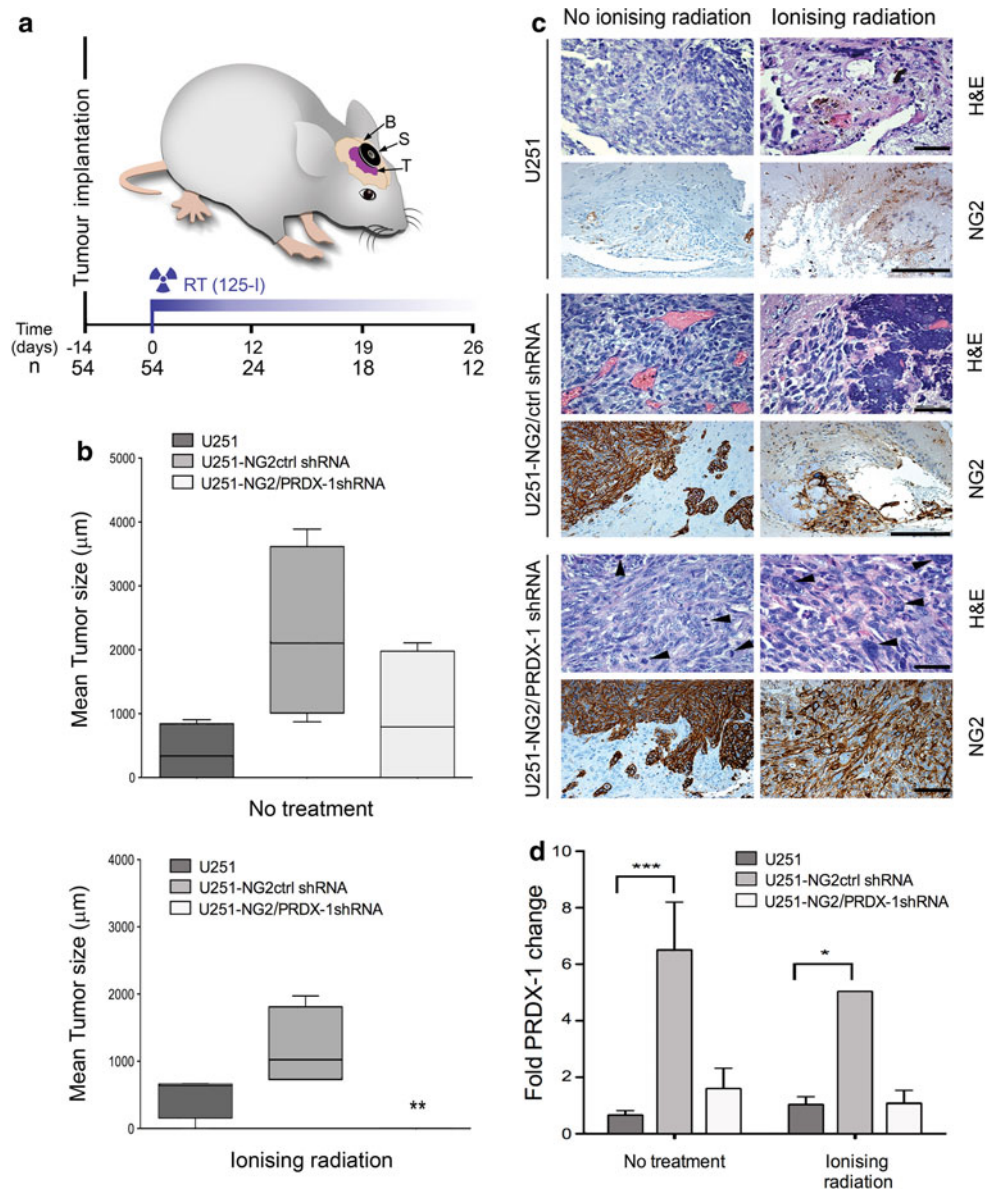 a
Tumour implantation
B
S
T
RT (125-I)
Time (days) -14 0 12 19 26
n 54 54 24 18 12
b
U251
U251-NG2ctrl shRNA
U251-NG2/PRDX-1shRNA
Mean Tumor size (μm)
5000
4000
3000
2000
1000
0
No treatment
U251
U251-NG2ctrl shRNA
U251-NG2/PRDX-1shRNA
Mean Tumor size (μm)
4000
3000
2000
1000
0
**
Ionising radiation
c
No ionising radiation Ionising radiation
U251
H&E
NG2
U251-NG2/ctrl shRNA
H&E
NG2
U251-NG2/PRDX-1 shRNA
H&E
NG2
d
U251
U251-NG2ctrl shRNA
U251-NG2/PRDX-1shRNA
Fold PRDX-1 change
10
8
6
4
2
0
***
*
No treatment
Ionising
radiation